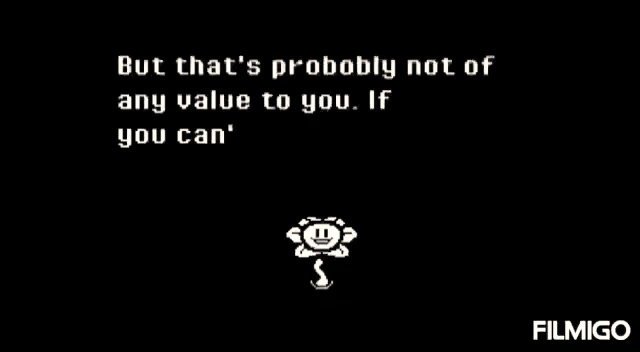 But that's probobly not of
any value to you. If
you can'
FILMIGO